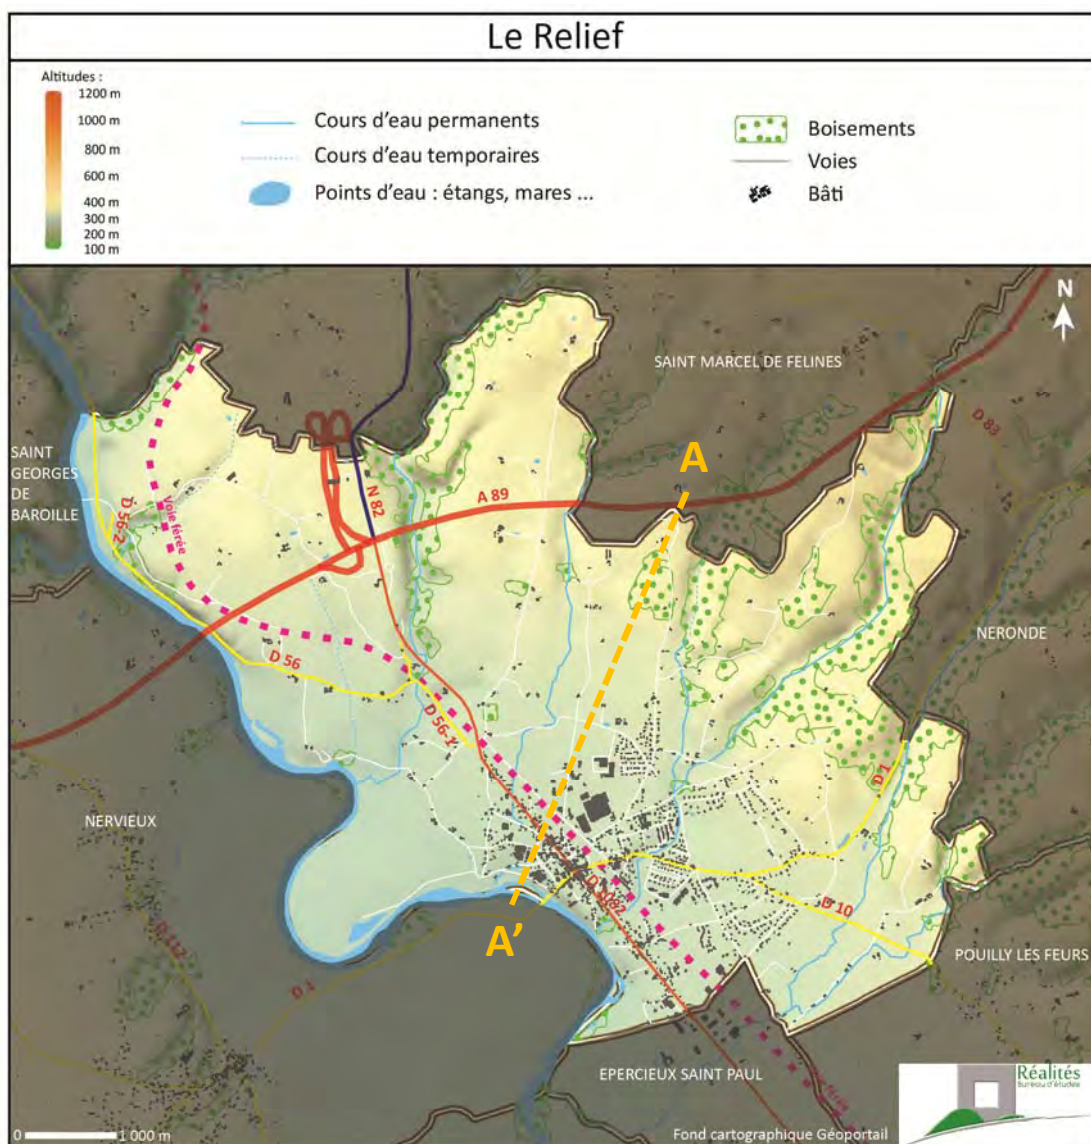 Le Relief
Altitudes :
1200 m
1000 m
800 m
600 m
400 m
300 m
200 m
100 m
Cours d'eau permanents
Cours d'eau temporaires
Points d'eau : étangs, mares ...
Boisements
Voies
Bâti
N
SAINT MARCEL DE FELINES
D 83
A
SAINT
GEORGES
DE
BAROILLE
D 56-2
Voie férée
N 82
A 89
NERONDE
D 56
D 56-1
D 1
NERVIEUX
D 1082
D 10
A'
D 112
D 1
POUILLY LES FEURS
EPERCIEUX SAINT PAUL
Réalités
Bureau d'études
0
1 000 m
Fond cartographique Géoportail